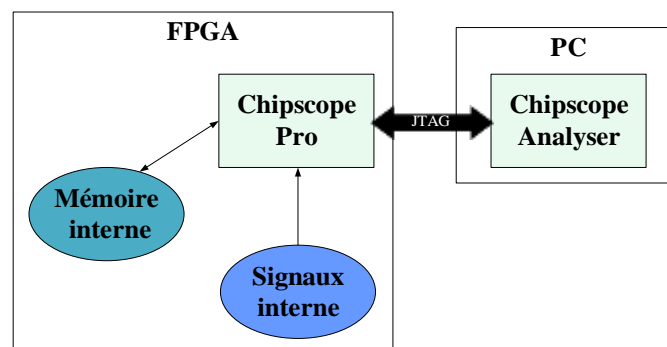 FPGA
PC
Chipscope
Pro
JTAG
Chipscope
Analyser
Mémoire
interne
Signaux
interne